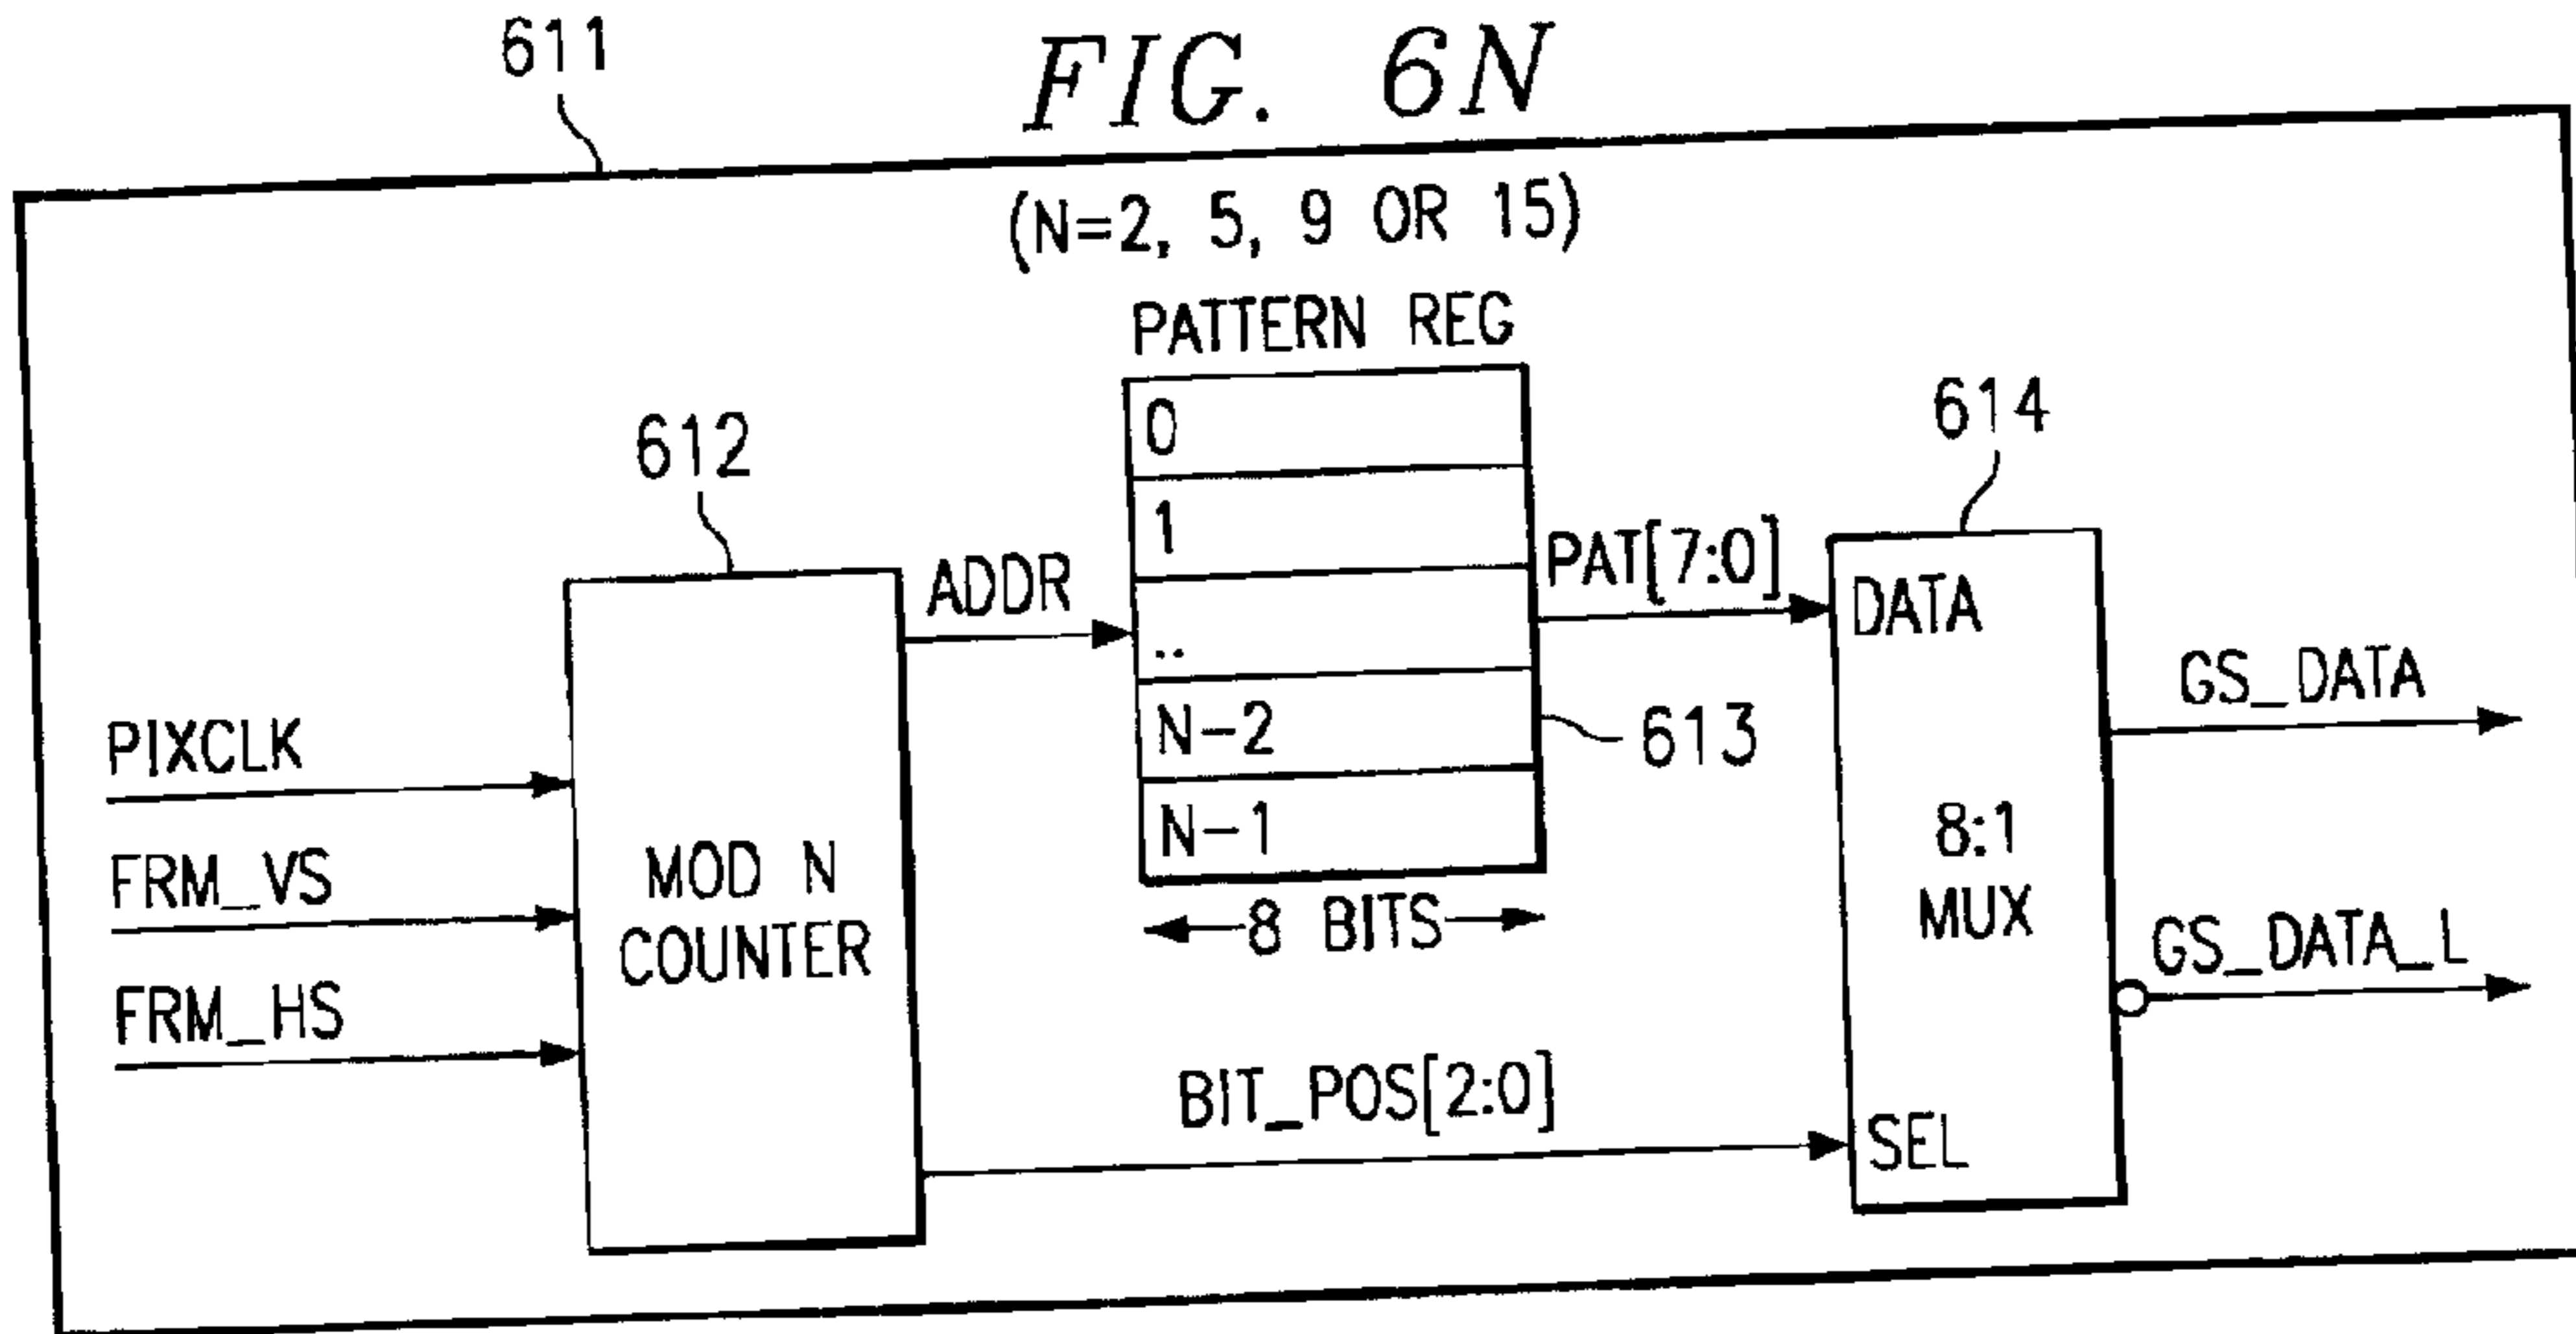 611
FIG. 6N
(N=2, 5, 9 OR 15)
PATTERN REG
0
1
..
N-2
N-1
8 BITS
612
ADDR
613
PAT[7:0]
614
PIXCLK
FRM_VS
FRM_HS
MOD N
COUNTER
BIT_POS[2:0]
DATA
8:1
MUX
SEL
GS_DATA
GS_DATA_L